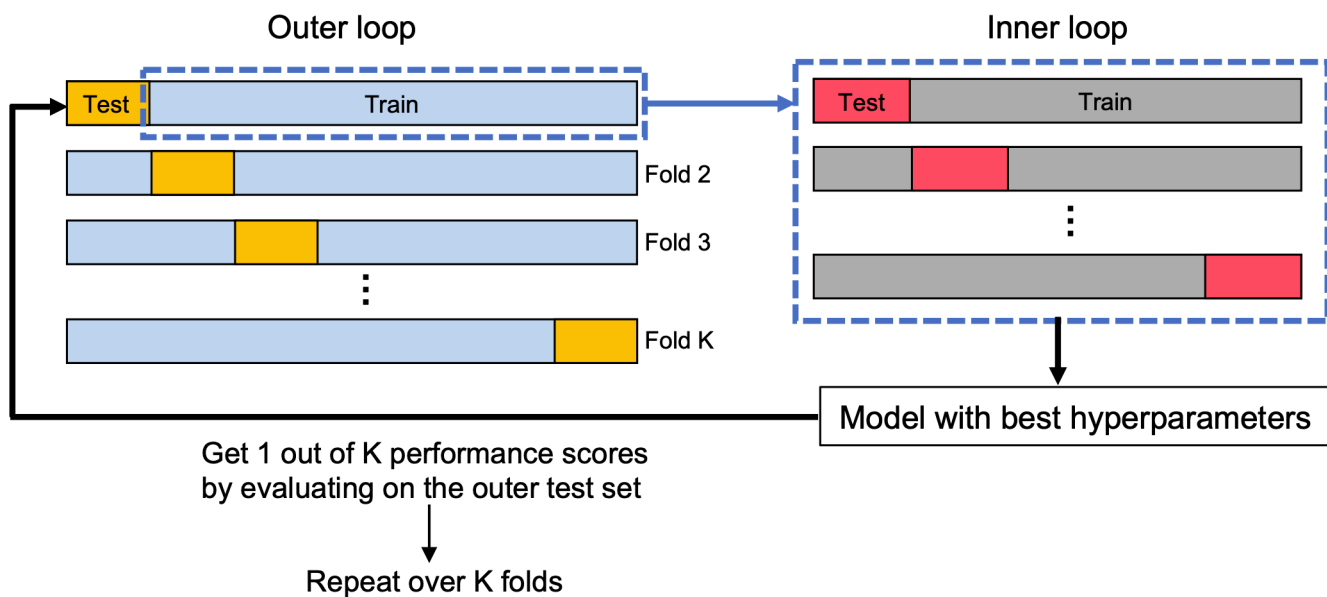 Outer loop
Inner loop
Test
Train
Test
Train
Fold 2
Fold 3
⋮
⋮
Fold K
Model with best hyperparameters
Get 1 out of K performance scores
by evaluating on the outer test set
Repeat over K folds